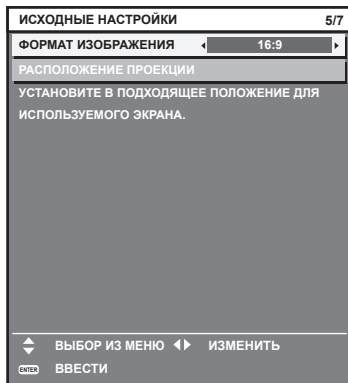 ИСХОДНЫЕ НАСТРОЙКИ 5/7
ФОРМАТ ИЗОБРАЖЕНИЯ 16:9
РАСПОЛОЖЕНИЕ ПРОЕКЦИИ
УСТАНОВИТЕ В ПОДХОДЯЩЕЕ ПОЛОЖЕНИЕ ДЛЯ
ИСПОЛЬЗУЕМОГО ЭКРАНА.
ВЫБОР ИЗ МЕНЮ ИЗМЕНИТЬ
ENTER ВВЕСТИ